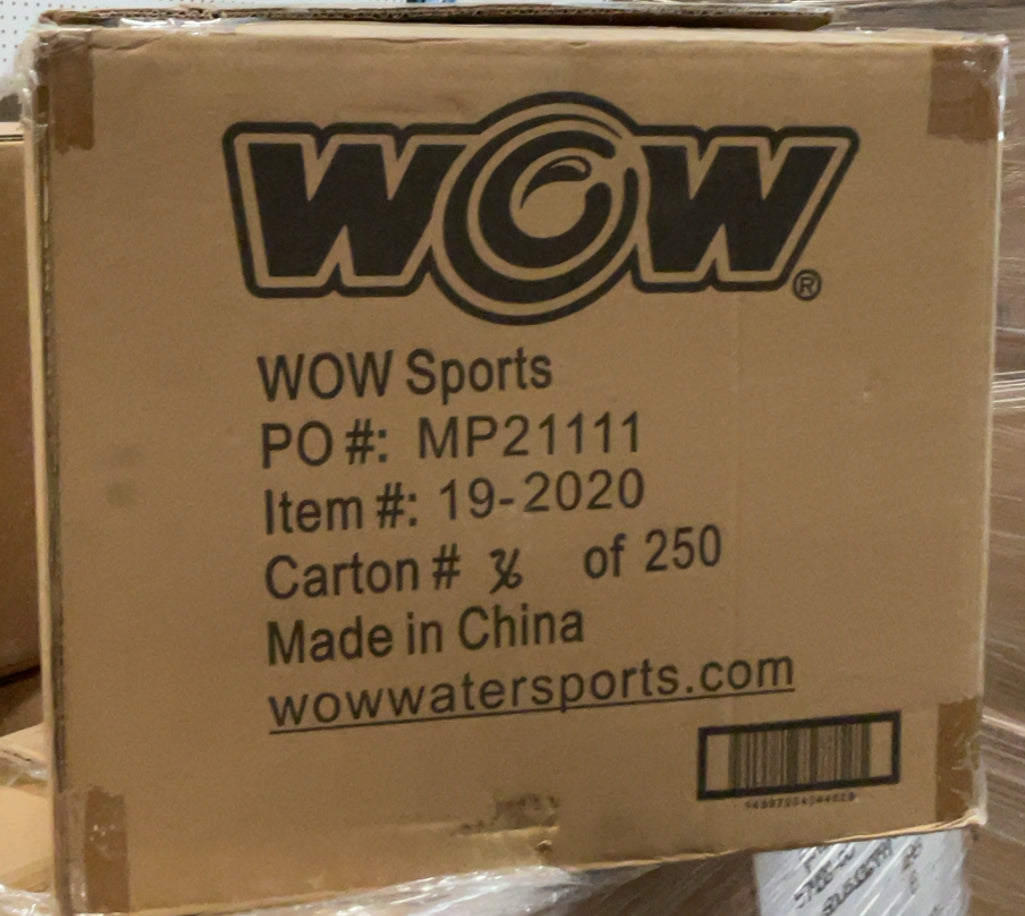 WOW®
WOW Sports
PO #: MP21111
Item #: 19-2020
Carton # 36 of 250
Made in China
wowwatersports.com